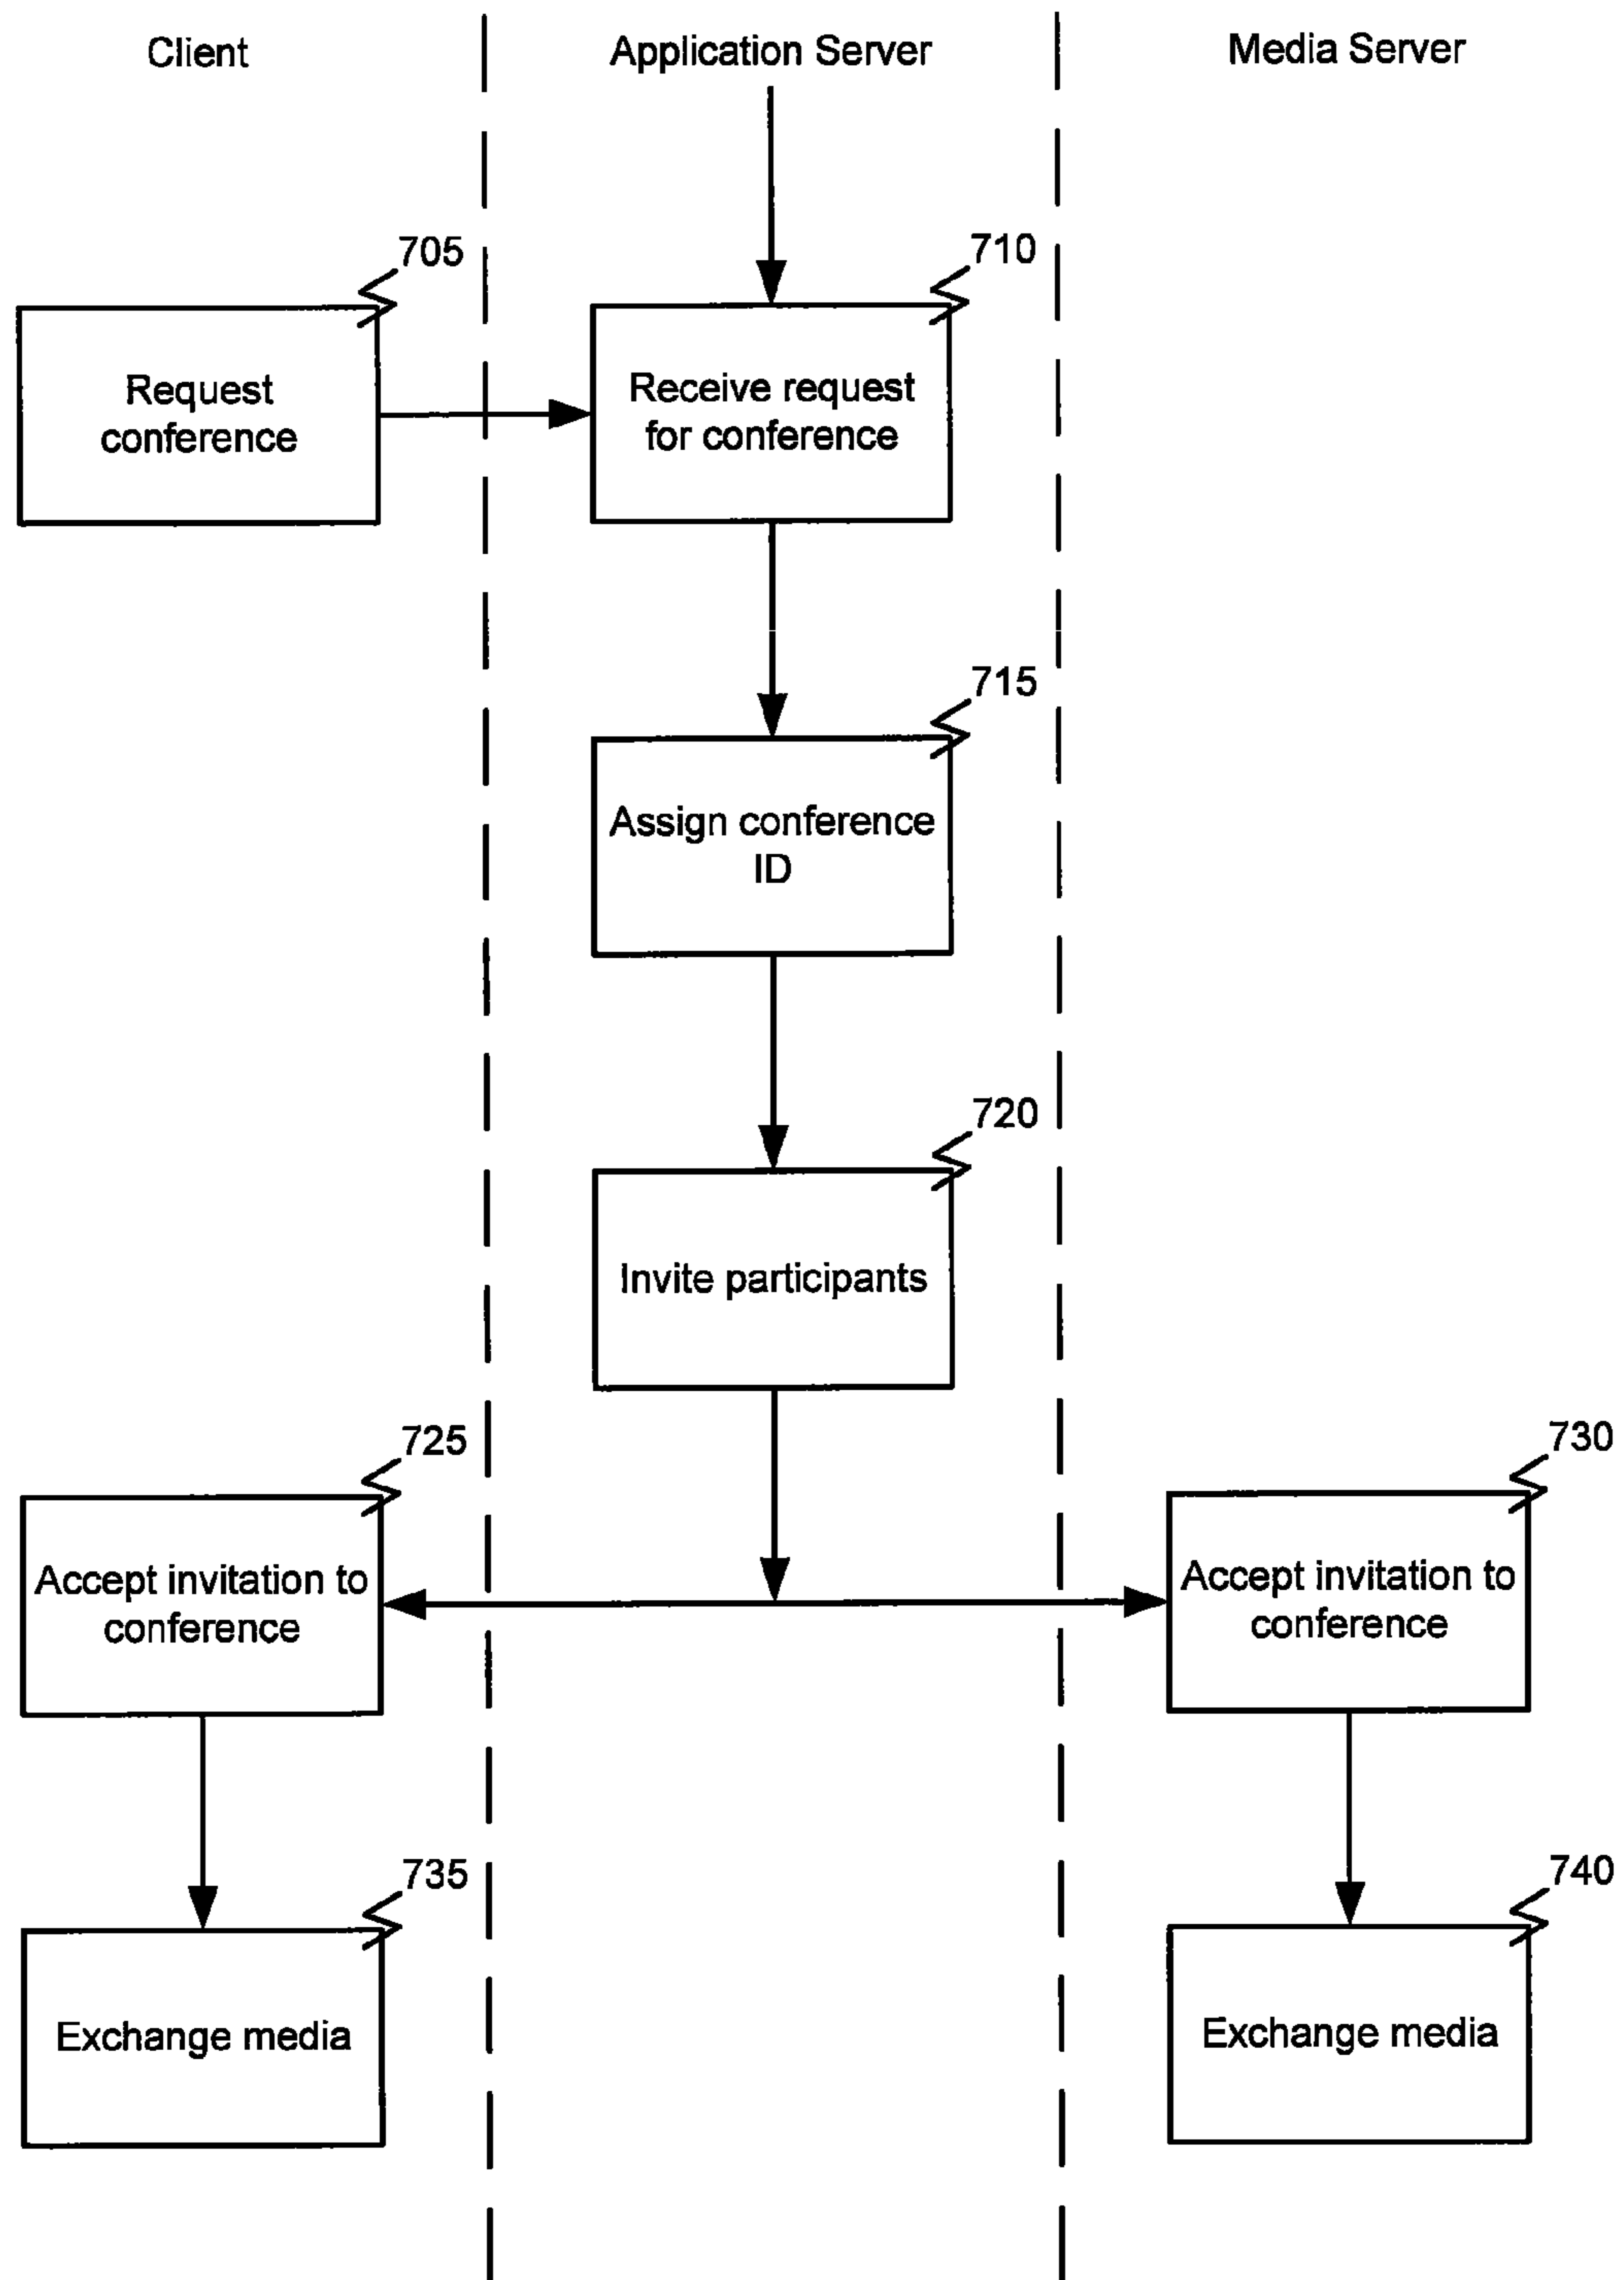 Client
Application Server
Media Server
705
710
Request
conference
Receive request
for conference
715
Assign conference
ID
720
Invite participants
725
730
Accept invitation to
conference
Accept invitation to
conference
735
740
Exchange media
Exchange media